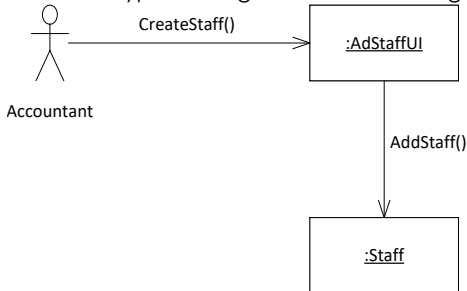 CreateStaff()
:AdStaffUI
Accountant
AddStaff()
:Staff